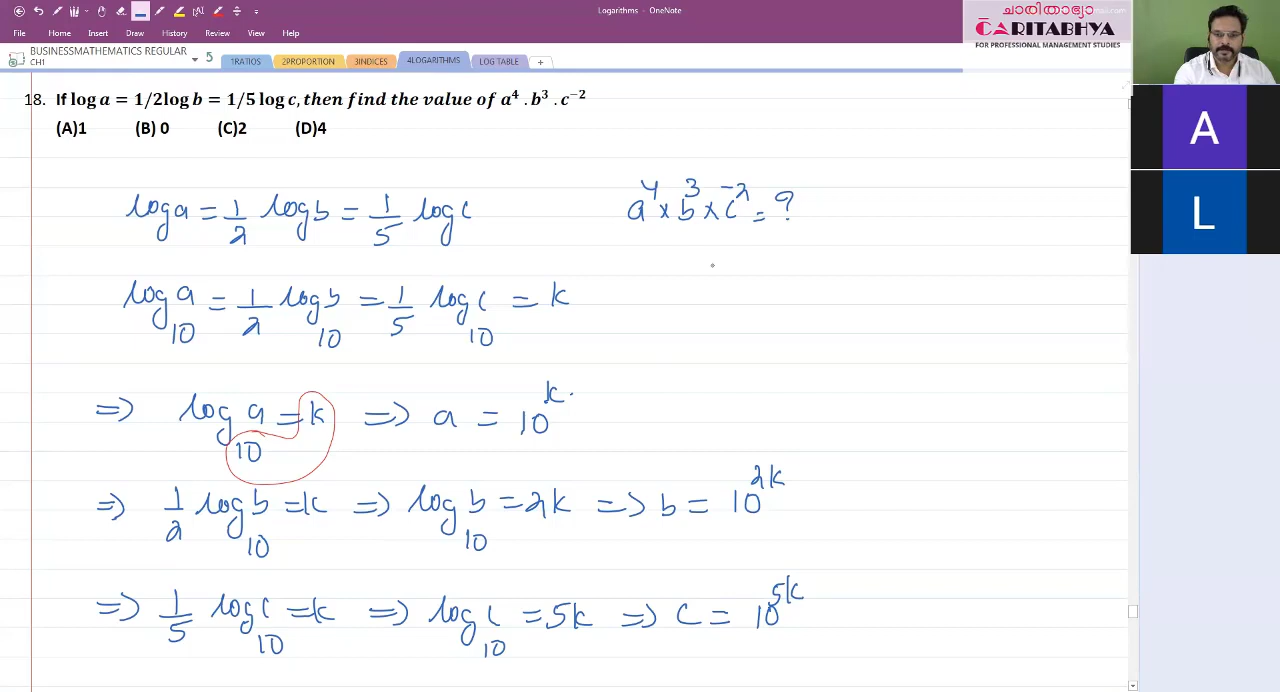 Logarithms - OneNote
File Home Insert Draw History Review View Help
BUSINESSMATHEMATICS REGULAR
CH1
1RATIOS 2PROPORTION 3INDICES 4LOGARITHMS LOG TABLE +
ചാരിതാഭ്യാ
CARITABHYA
FOR PROFESSIONAL MANAGEMENT STUDIES
A
L
18. If log a = 1/2log b = 1/5 log c, then find the value of a⁴ . b³ . c⁻²
(A)1 (B) 0 (C)2 (D)4
log a = 1/2 log b = 1/5 log c
a⁴ × b³ × c⁻² = ?
log₁₀ a = 1/2 log₁₀ b = 1/5 log₁₀ c = k
⇒ log₁₀ a = k ⇒ a = 10ᵏ
⇒ 1/2 log₁₀ b = k ⇒ log₁₀ b = 2k ⇒ b = 10²ᵏ
⇒ 1/5 log₁₀ c = k ⇒ log₁₀ c = 5k ⇒ c = 10⁵ᵏ